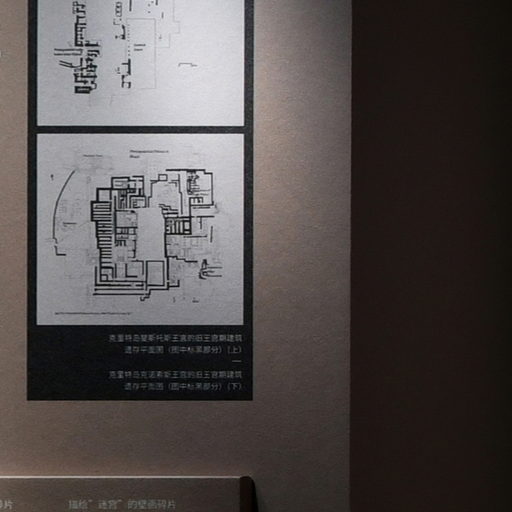 克里特岛斐斯托斯王宫的旧王宫期建筑
遗存平面图（图中标黑部分）（上）
克里特岛克诺索斯王宫的旧王宫期建筑
遗存平面图（图中标黑部分）（下）
碎片
描绘“迷宫”的壁画碎片